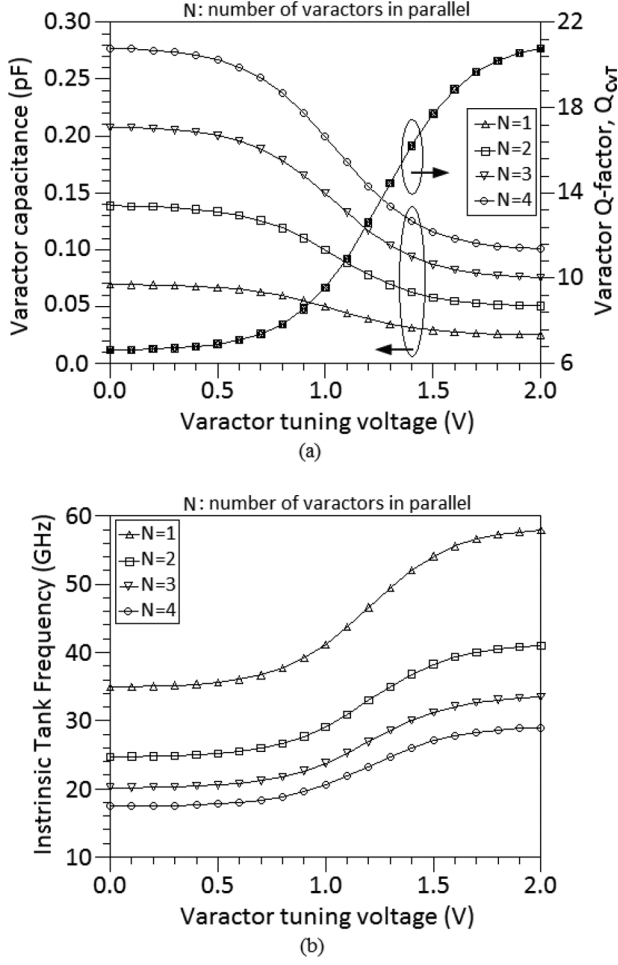 N: number of varactors in parallel
Varactor capacitance (pF)
0.30
0.25
0.20
0.15
0.10
0.05
0.0
22
18
14
10
6
Varactor Q-factor, QcvT
N=1
N=2
N=3
N=4
0.0 0.5 1.0 1.5 2.0
Varactor tuning voltage (V)
(a)
N: number of varactors in parallel
Instrinsic Tank Frequency (GHz)
60
50
40
30
20
10
N=1
N=2
N=3
N=4
0.0 0.5 1.0 1.5 2.0
Varactor tuning voltage (V)
(b)